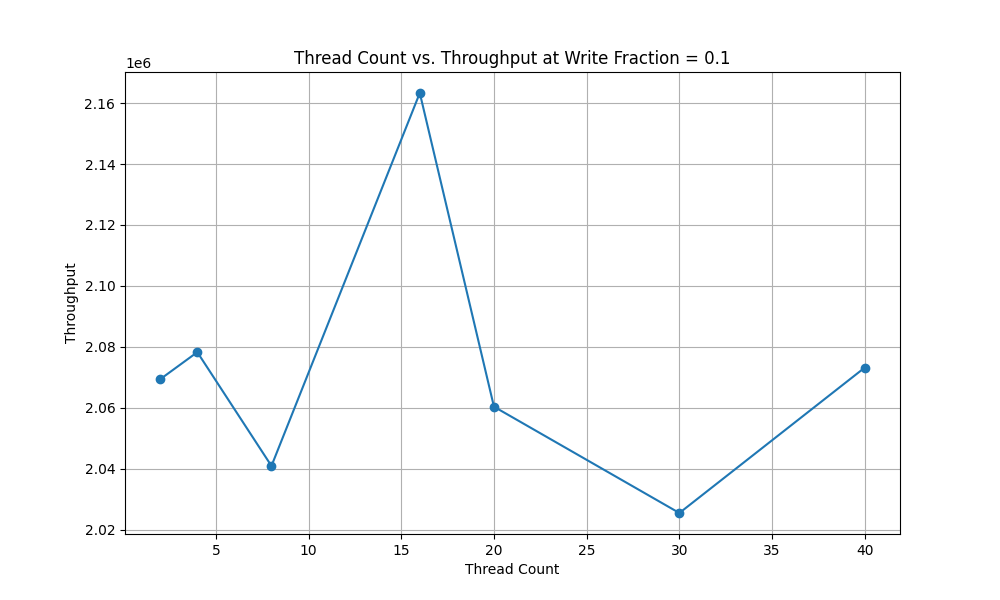 Thread Count vs. Throughput at Write Fraction = 0.1
1e6
2.16
2.14
2.12
2.10
2.08
2.06
2.04
2.02
Throughput
5 10 15 20 25 30 35 40
Thread Count